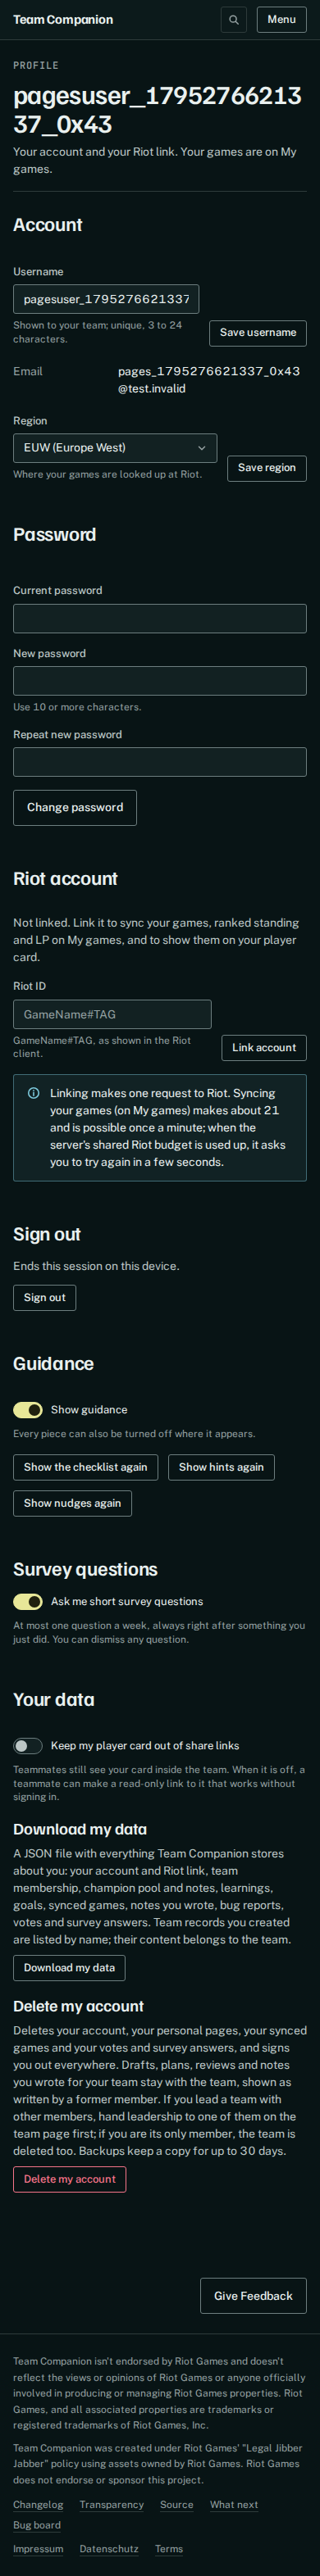 Team Companion
Menu
PROFILE
pagesuser_17952766213
37_0x43
Your account and your Riot link. Your games are on My
games.
Account
Username
pagesuser_1795276621337
Shown to your team; unique, 3 to 24
characters.
Save username
Email
pages_1795276621337_0x43
@test.invalid
Region
EUW (Europe West)
Where your games are looked up at Riot.
Save region
Password
Current password
New password
Use 10 or more characters.
Repeat new password
Change password
Riot account
Not linked. Link it to sync your games, ranked standing
and LP on My games, and to show them on your player
card.
Riot ID
GameName#TAG
GameName#TAG, as shown in the Riot
client.
Link account
Linking makes one request to Riot. Syncing
your games (on My games) makes about 21
and is possible once a minute; when the
server's shared Riot budget is used up, it asks
you to try again in a few seconds.
Sign out
Ends this session on this device.
Sign out
Guidance
Show guidance
Every piece can also be turned off where it appears.
Show the checklist again
Show hints again
Show nudges again
Survey questions
Ask me short survey questions
At most one question a week, always right after something you
just did. You can dismiss any question.
Your data
Keep my player card out of share links
Teammates still see your card inside the team. When it is off, a
teammate can make a read-only link to it that works without
signing in.
Download my data
A JSON file with everything Team Companion stores
about you: your account and Riot link, team
membership, champion pool and notes, learnings,
goals, synced games, notes you wrote, bug reports,
votes and survey answers. Team records you created
are listed by name; their content belongs to the team.
Download my data
Delete my account
Deletes your account, your personal pages, your synced
games and your votes and survey answers, and signs
you out everywhere. Drafts, plans, reviews and notes
you wrote for your team stay with the team, shown as
written by a former member. If you lead a team with
other members, hand leadership to one of them on the
team page first; if you are its only member, the team is
deleted too. Backups keep a copy for up to 30 days.
Delete my account
Give Feedback
Team Companion isn't endorsed by Riot Games and doesn't
reflect the views or opinions of Riot Games or anyone officially
involved in producing or managing Riot Games properties. Riot
Games, and all associated properties are trademarks or
registered trademarks of Riot Games, Inc.
Team Companion was created under Riot Games' "Legal Jibber
Jabber" policy using assets owned by Riot Games. Riot Games
does not endorse or sponsor this project.
Changelog
Transparency
Source
What next
Bug board
Impressum
Datenschutz
Terms